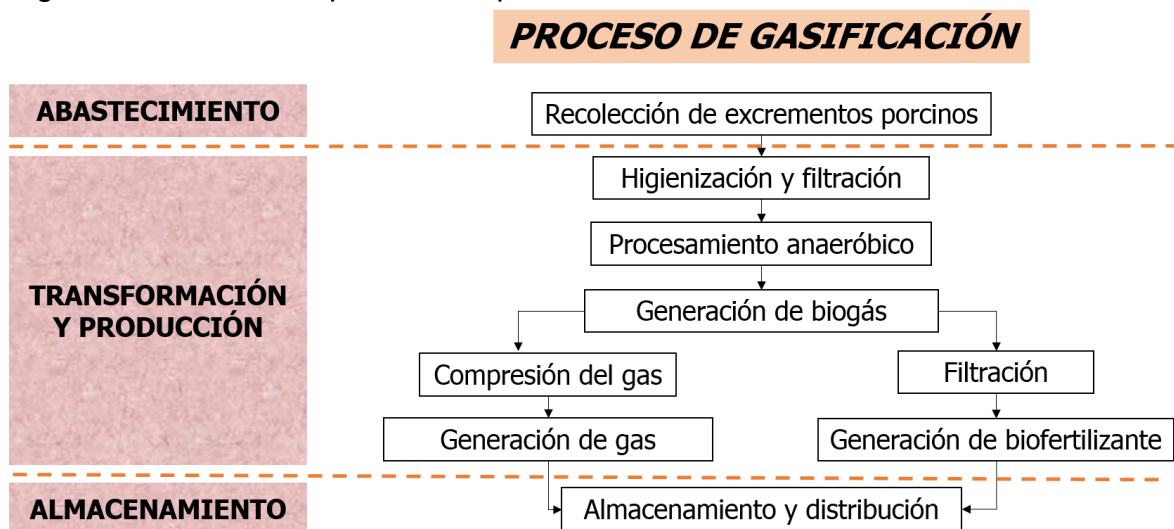 PROCESO DE GASIFICACIÓN
ABASTECIMIENTO
Recolección de excrementos porcinos
TRANSFORMACIÓN
Y PRODUCCIÓN
Higienización y filtración
Procesamiento anaeróbico
Generación de biogás
Compresión del gas
Filtración
Generación de gas
Generación de biofertilizante
ALMACENAMIENTO
Almacenamiento y distribución